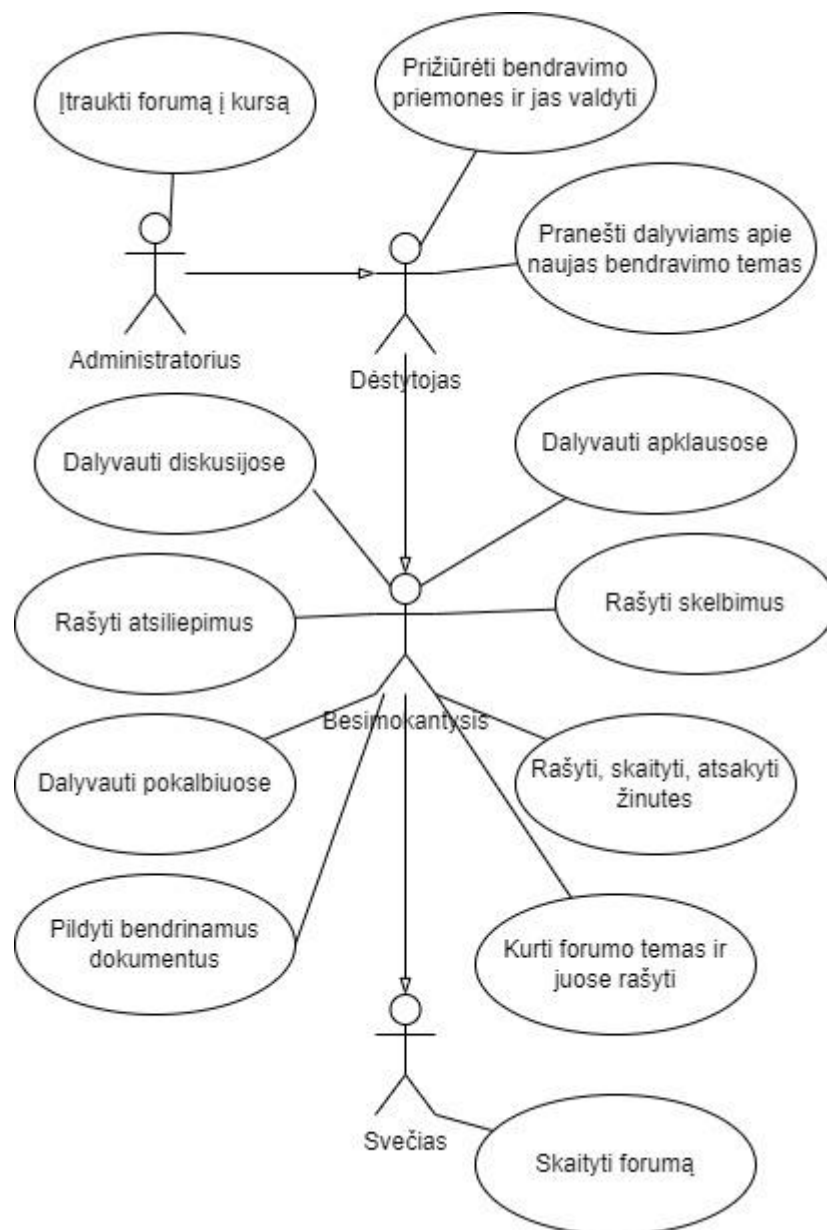 Įtraukti forumą į kursą
Prižiūrėti bendravimo
priemones ir jas valdyti
Pranešti dalyviams apie
naujas bendravimo temas
Administratorius
Dėstytojas
Dalyvauti diskusijose
Dalyvauti apklausose
Rašyti atsiliepimus
Rašyti skelbimus
Besimokantysis
Dalyvauti pokalbiuose
Rašyti, skaityti, atsakyti
žinutes
Pildyti bendrinamus
dokumentus
Kurti forumo temas ir
juose rašyti
Svečias
Skaityti forumą